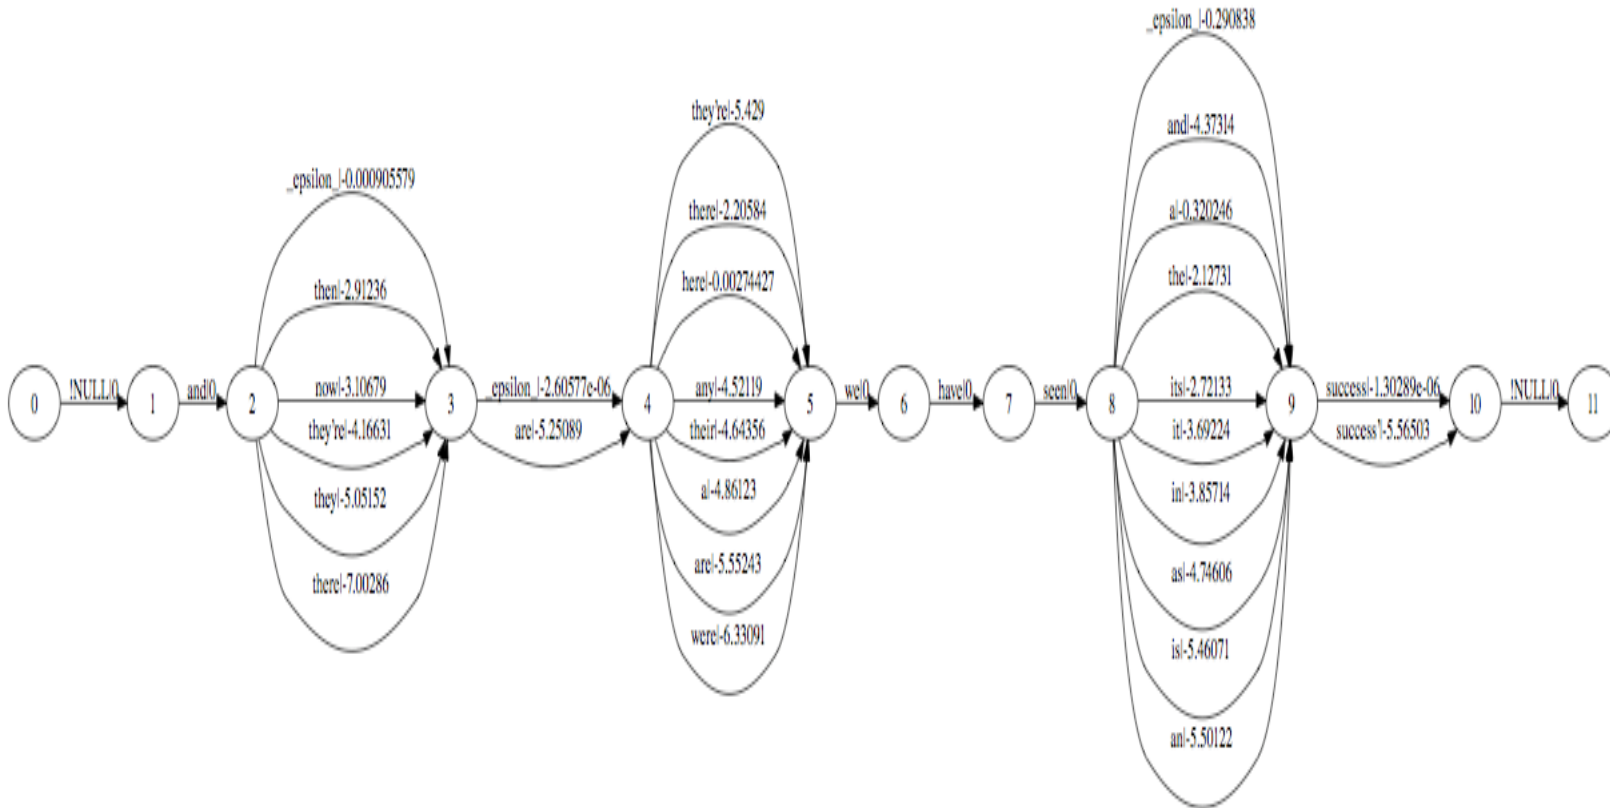 0
!NULL|0
1
and|0
2
_epsilon_|-0.000905579
then|-2.91236
now|-3.10679
they're|-4.16631
they|-5.05152
there|-7.00286
3
_epsilon_|-2.60577e-06
are|-5.25089
4
they're|-5.429
there|-2.20584
here|-0.00274427
any|-4.52119
their|-4.64356
a|-4.86123
are|-5.55243
were|-6.33091
5
we|0
6
have|0
7
seen|0
8
_epsilon_|-0.290838
and|-4.37314
a|-0.320246
the|-2.12731
its|-2.72133
it|-3.69224
in|-3.85714
as|-4.74606
is|-5.46071
an|-5.50122
9
success|-1.30289e-06
success'|-5.56503
10
!NULL|0
11